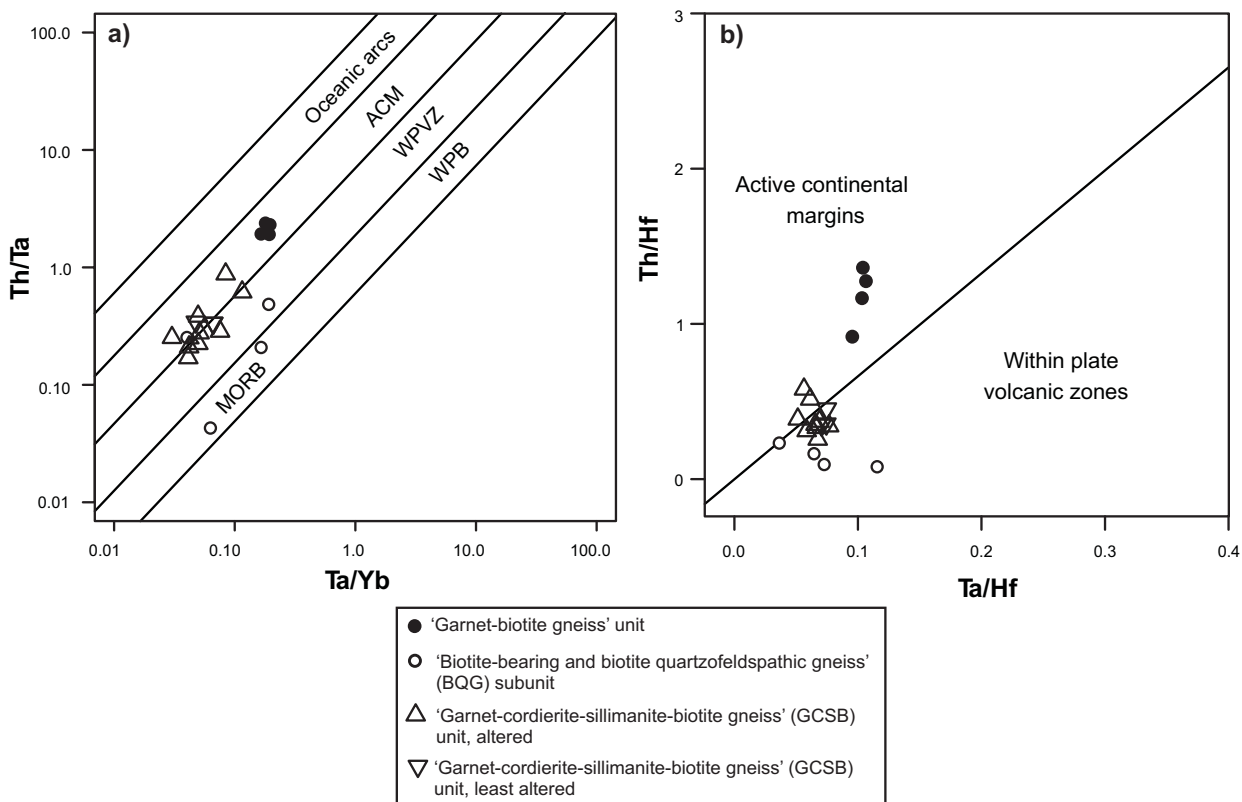 a)
100.0
10.0
1.0
0.10
0.01
Th/Ta
Oceanic arcs
ACM
WPVZ
WPB
MORB
0.01 0.10 1.0 10.0 100.0
Ta/Yb
b)
3
2
1
0
Th/Hf
Active continental
margins
Within plate
volcanic zones
0.0 0.1 0.2 0.3 0.4
Ta/Hf
‘Garnet-biotite gneiss’ unit
‘Biotite-bearing and biotite quartzofeldspathic gneiss’
(BQG) subunit
‘Garnet-cordierite-sillimanite-biotite gneiss’ (GCSB)
unit, altered
‘Garnet-cordierite-sillimanite-biotite gneiss’ (GCSB)
unit, least altered